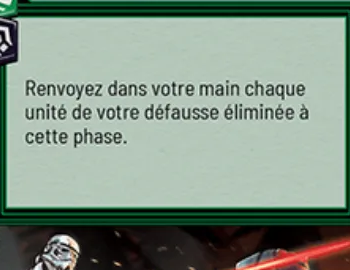 Renvoyez dans votre main chaque
unité de votre défausse éliminée à
cette phase.